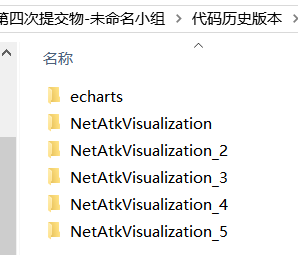 第四次提交物-未命名小组 › 代码历史版本 ›
名称
echarts
NetAtkVisualization
NetAtkVisualization_2
NetAtkVisualization_3
NetAtkVisualization_4
NetAtkVisualization_5